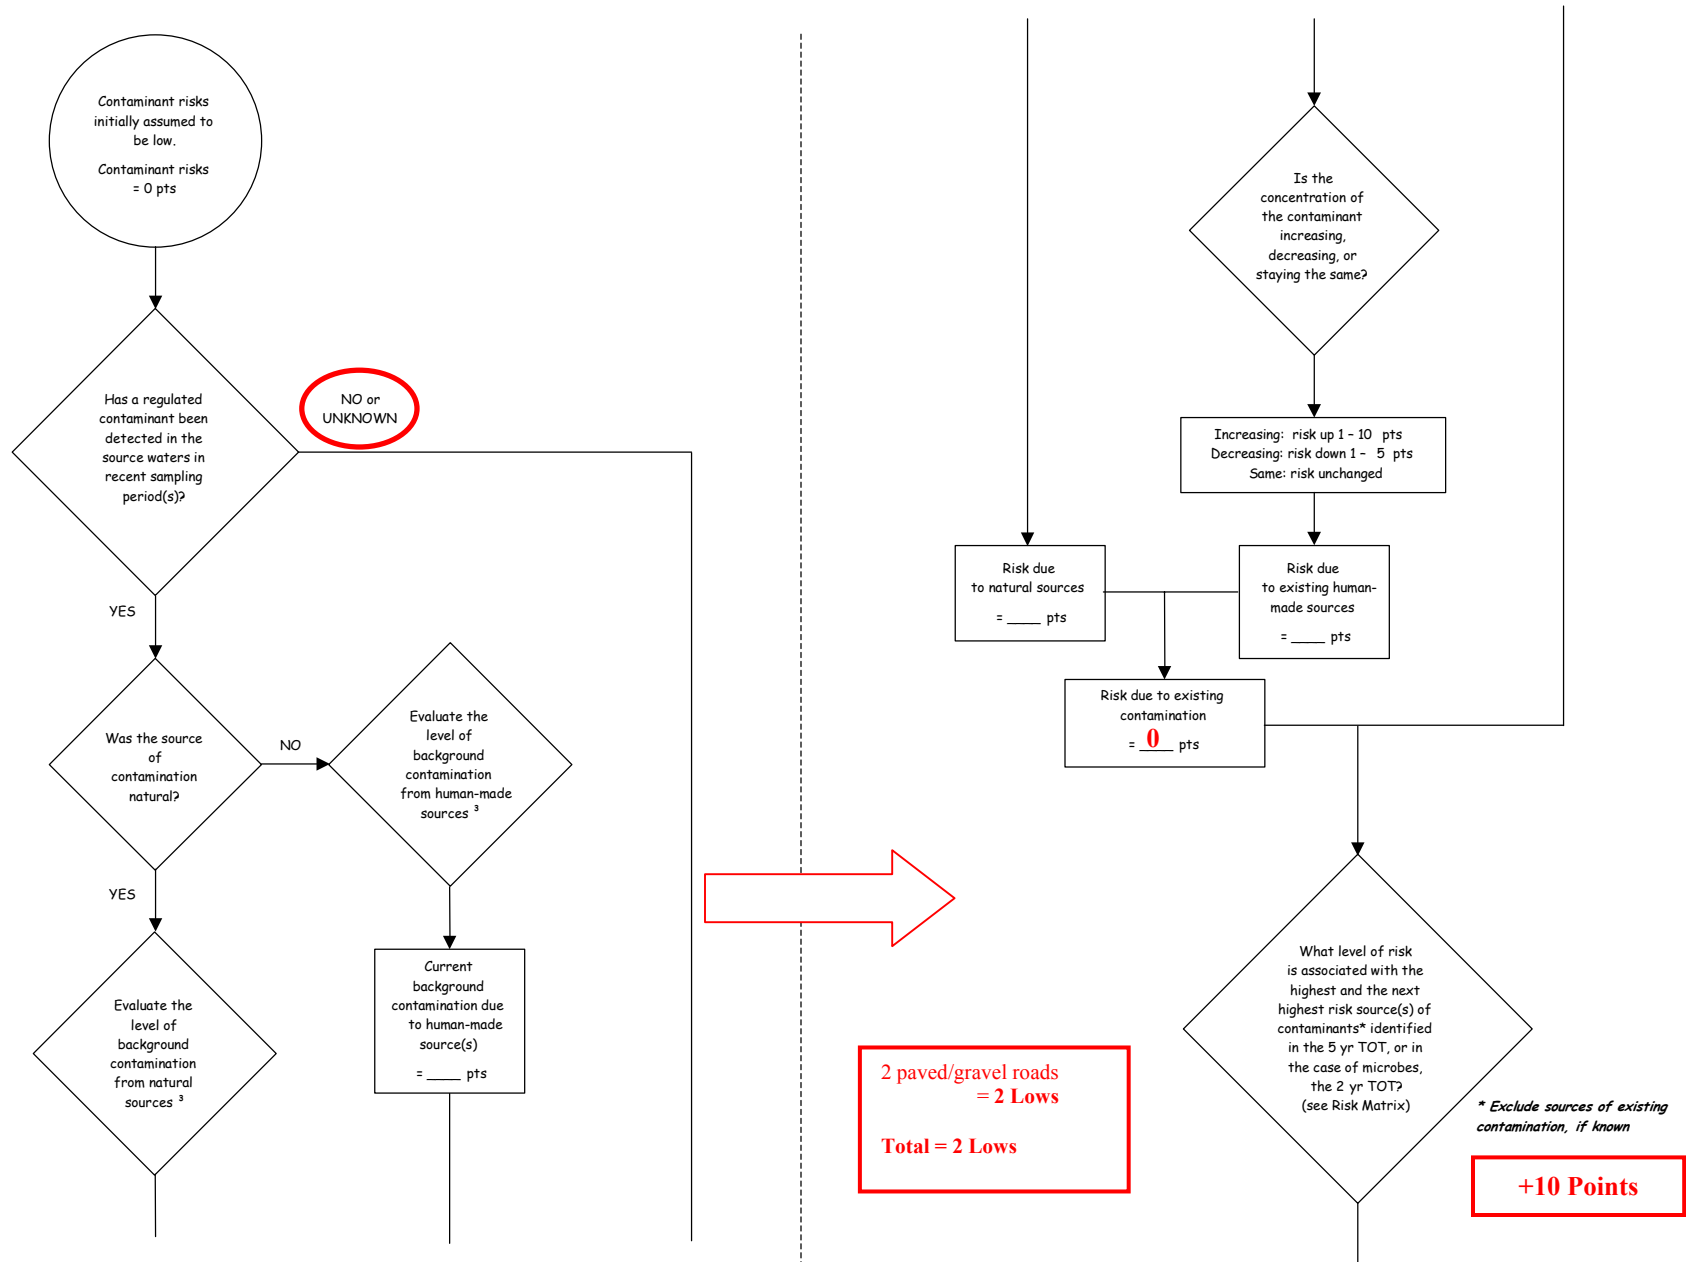 Contaminant risks
initially assumed to
be low.
Contaminant risks
= 0 pts
Has a regulated
contaminant been
detected in the
source waters in
recent sampling
period(s)?
NO or
UNKNOWN
YES
Was the source
of
contamination
natural?
NO
Evaluate the
level of
background
contamination
from human-made
sources ³
YES
Evaluate the
level of
background
contamination
from natural
sources ³
Current
background
contamination due
to human-made
source(s)
= ____ pts
Is the
concentration of
the contaminant
increasing,
decreasing, or
staying the same?
Increasing: risk up 1 – 10 pts
Decreasing: risk down 1 – 5 pts
Same: risk unchanged
Risk due
to natural sources
= ____ pts
Risk due
to existing human-
made sources
= ____ pts
Risk due to existing
contamination
= 0 pts
What level of risk
is associated with the
highest and the next
highest risk source(s) of
contaminants* identified
in the 5 yr TOT, or in
the case of microbes,
the 2 yr TOT?
(see Risk Matrix)
* Exclude sources of existing
contamination, if known
2 paved/gravel roads
= 2 Lows
Total = 2 Lows
+10 Points